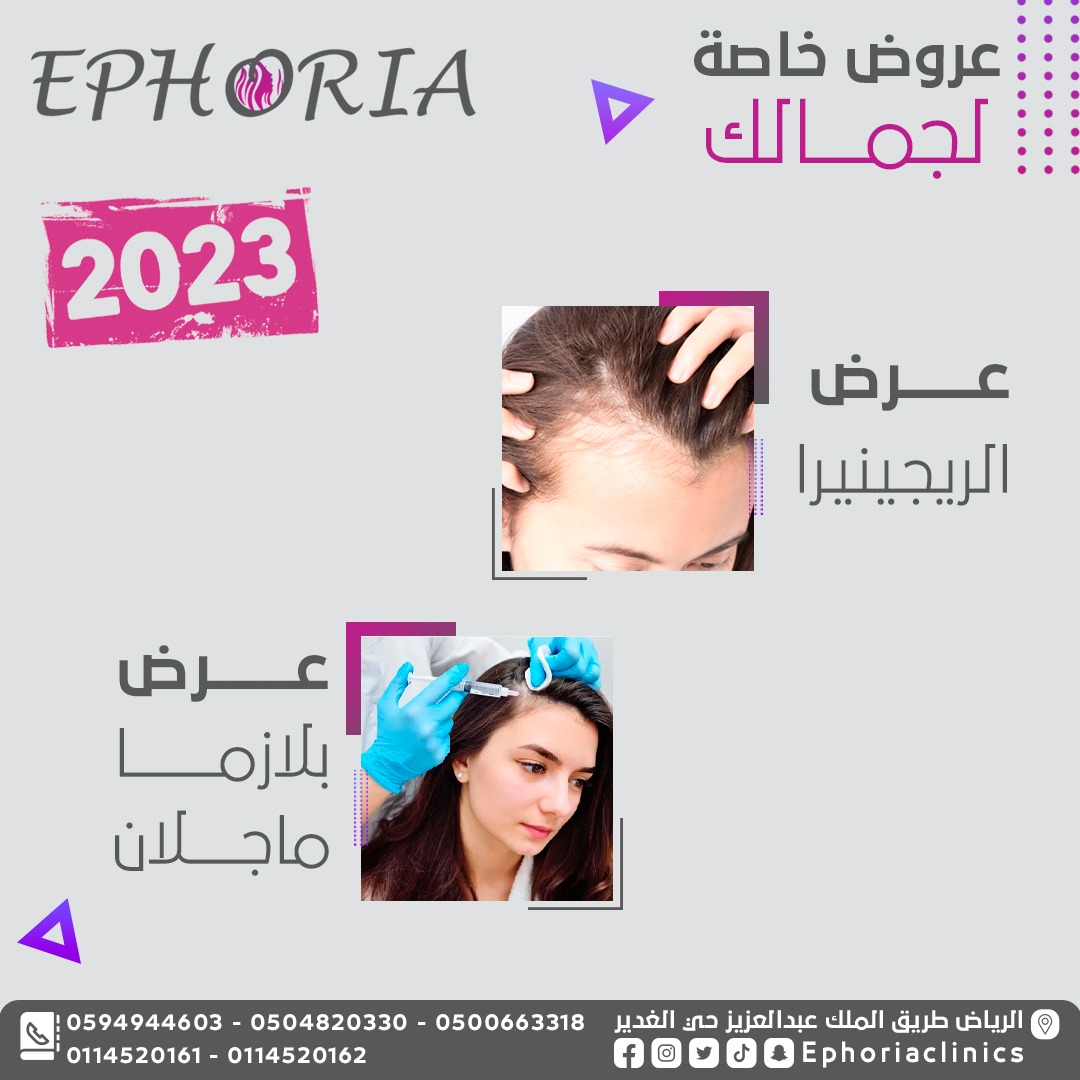 EPHORIA
عروض خاصة
لجمالك
2023
عرض
الريجينيرا
عرض
بلازما
ماجلان
الرياض طريق الملك عبدالعزيز حي الغدير
Ephoriaclinics
0594944603 - 0504820330 - 0500663318
0114520161 - 0114520162